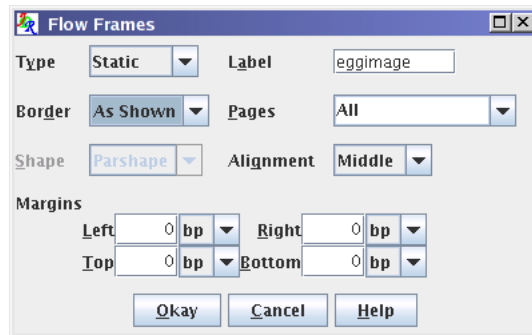 Flow Frames
Type Static Label eggimage
Border As Shown Pages All
Shape Parshape Alignment Middle
Margins
Left 0 bp Right 0 bp
Top 0 bp Bottom 0 bp
Okay Cancel Help